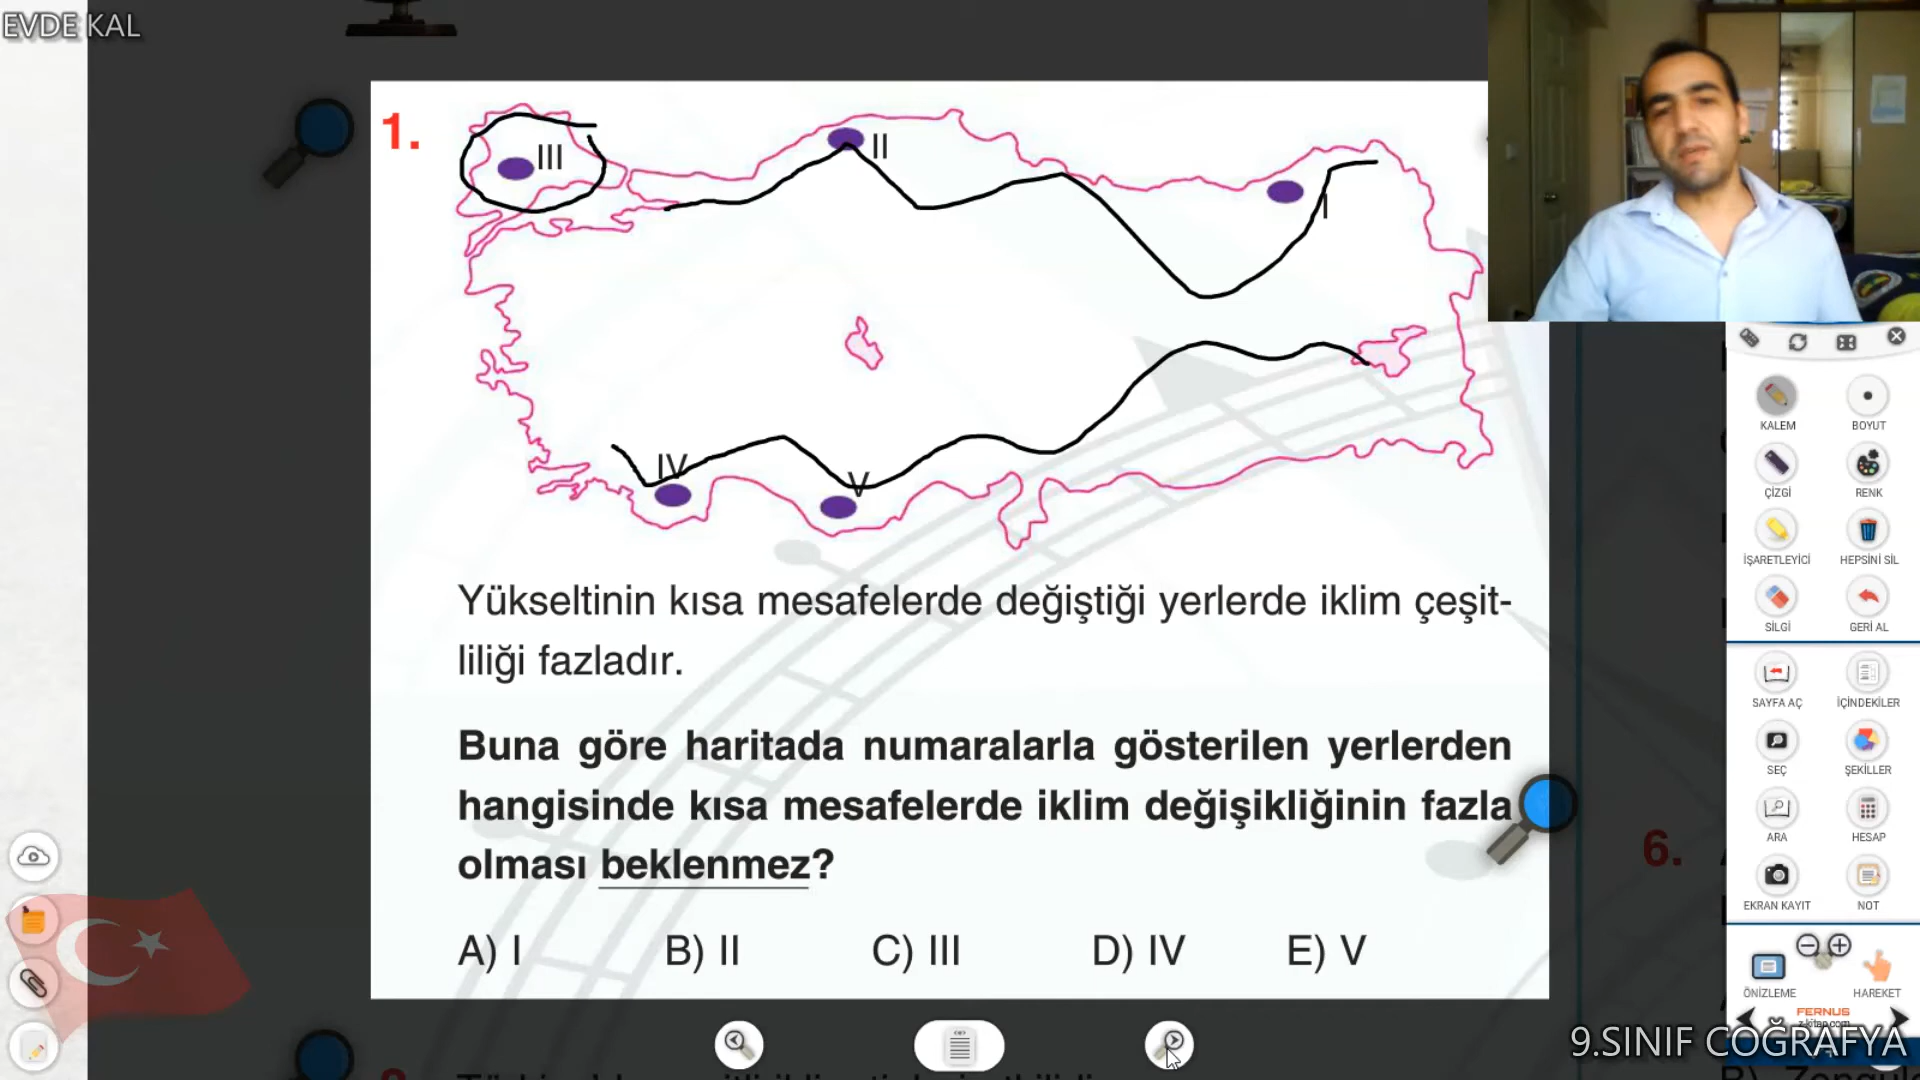 EVDE KAL
1.
III
II
I
IV
V
Yükseltinin kısa mesafelerde değiştiği yerlerde iklim çeşit-
liliği fazladır.
Buna göre haritada numaralarla gösterilen yerlerden
hangisinde kısa mesafelerde iklim değişikliğinin fazla
olması beklenmez?
A) I B) II C) III D) IV E) V
6.
KALEM BOYUT
ÇİZGİ RENK
İŞARETLEYİCİ HEPSİNİ SİL
SİLGİ GERİ AL
SAYFA AÇ İÇİNDEKİLER
SEÇ ŞEKİLLER
ARA HESAP
EKRAN KAYIT NOT
ÖNİZLEME HAREKET
FERNUS
z-kitap.com
9.SINIF COĞRAFYA